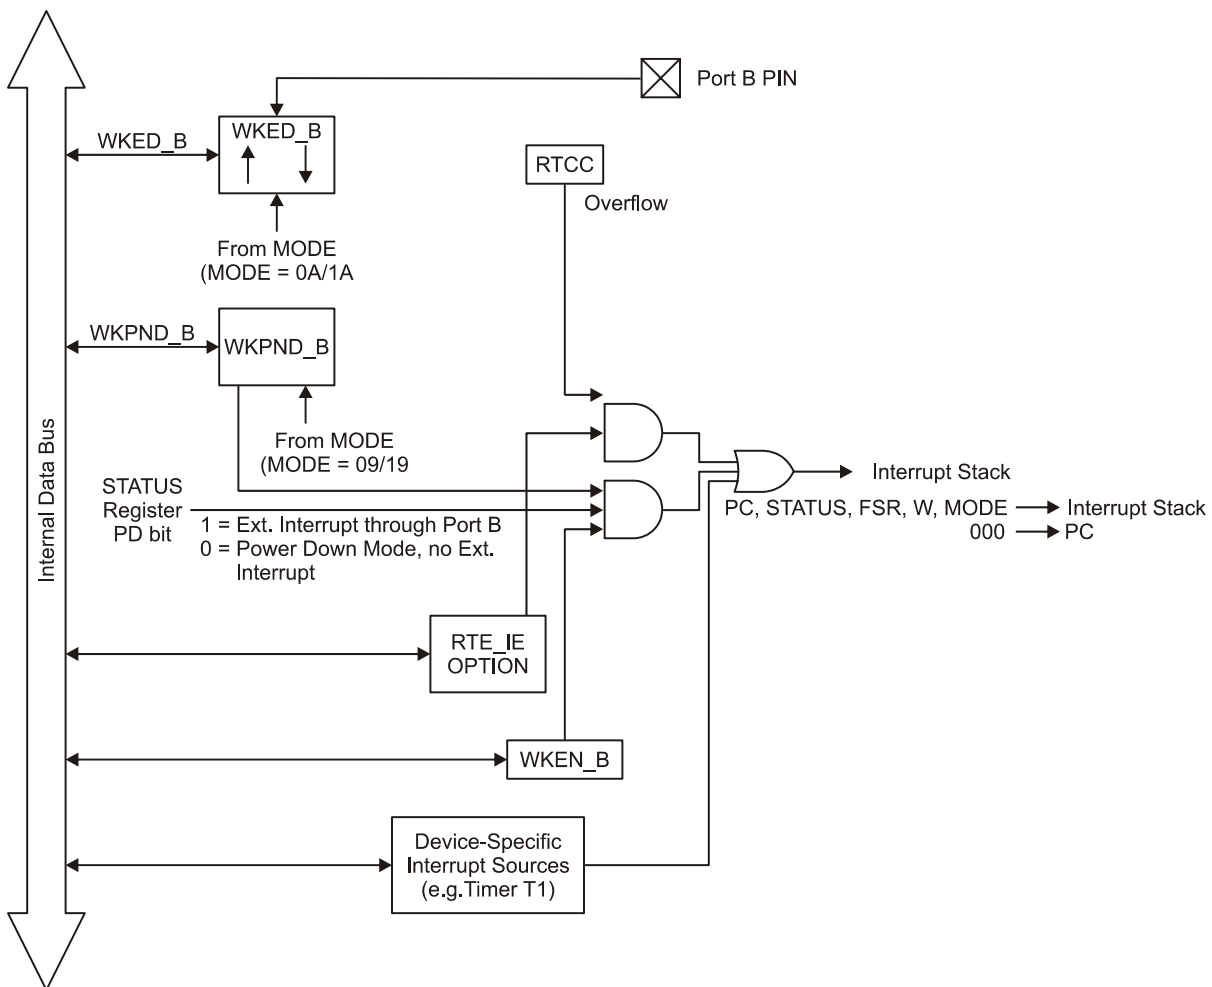 Port B PIN
WKED_B
WKED_B
RTCC
Overflow
From MODE
(MODE = 0A/1A
WKPND_B
WKPND_B
From MODE
(MODE = 09/19
Internal Data Bus
STATUS
Register
PD bit
1 = Ext. Interrupt through Port B
0 = Power Down Mode, no Ext.
Interrupt
Interrupt Stack
PC, STATUS, FSR, W, MODE
Interrupt Stack
000
PC
RTE_IE
OPTION
WKEN_B
Device-Specific
Interrupt Sources
(e.g.Timer T1)